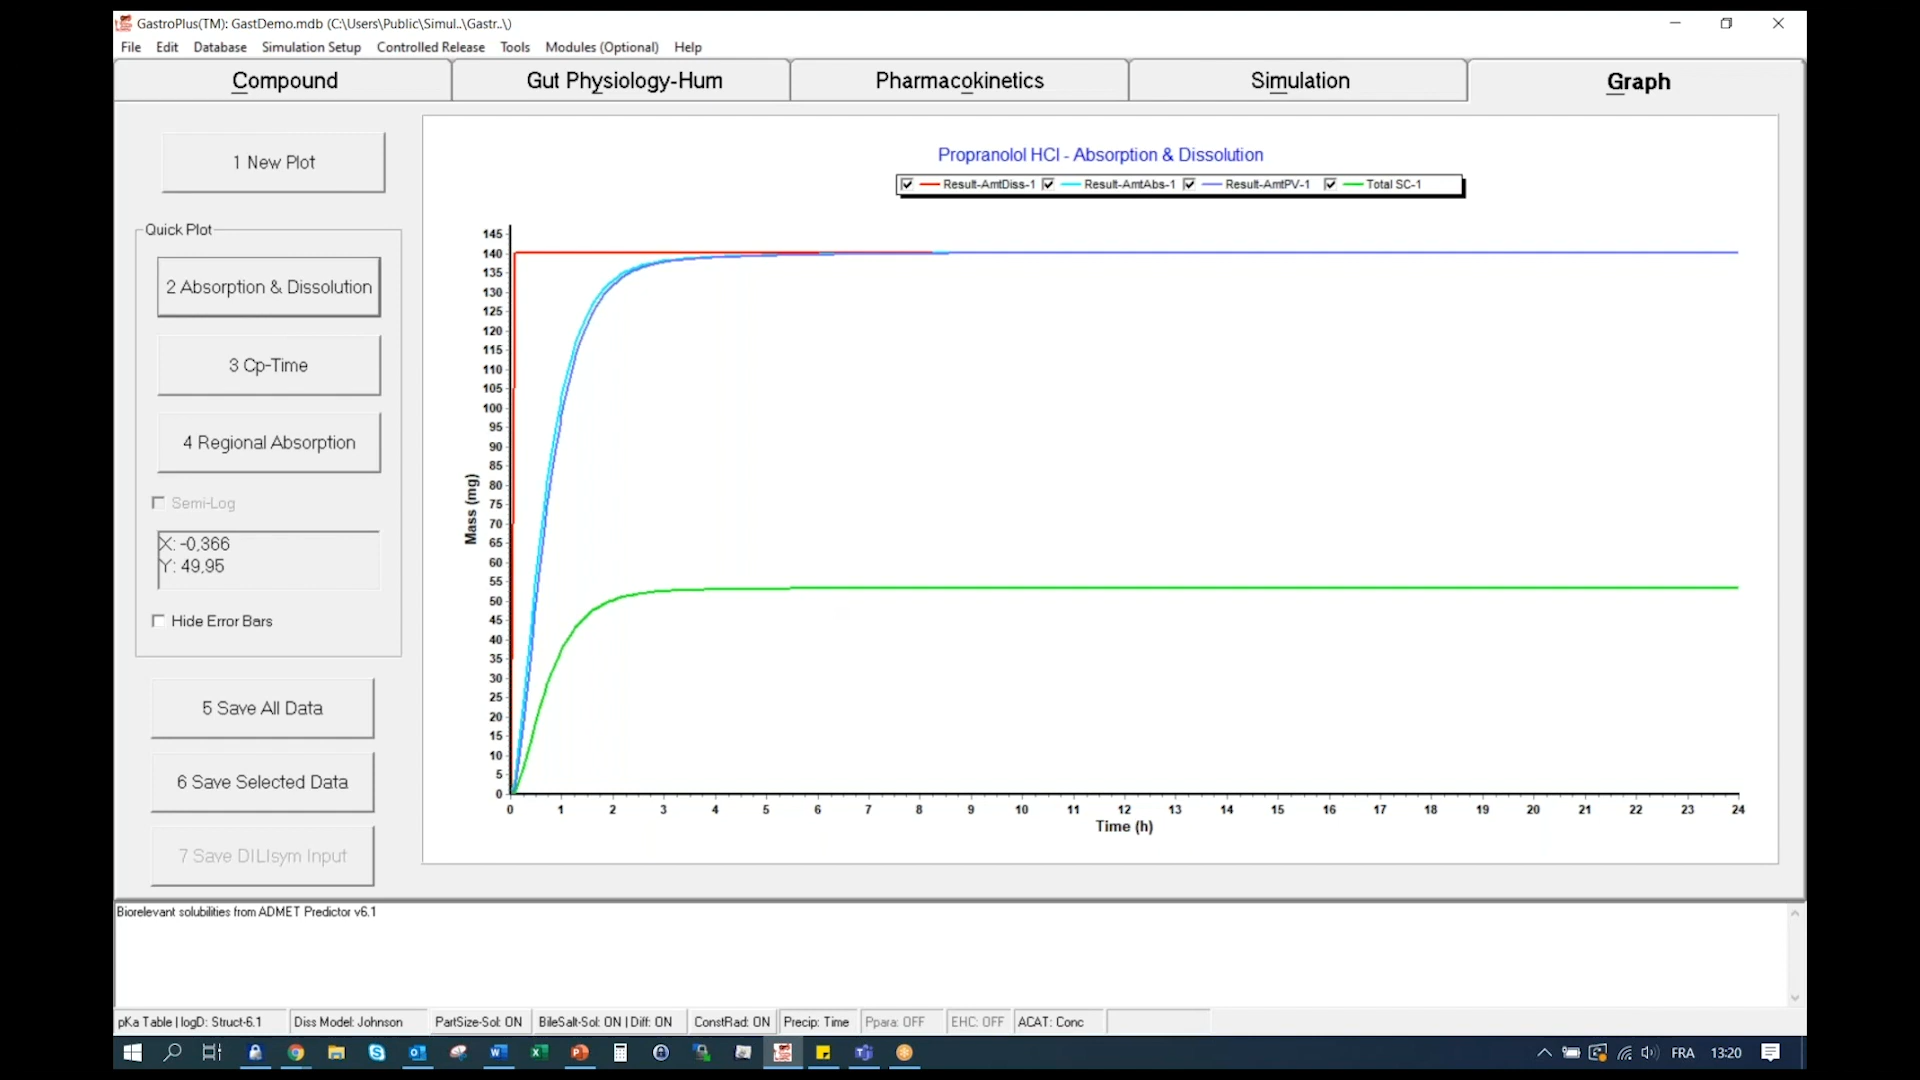 GastroPlus(TM): GastDemo.mdb (C:\Users\Public\Simul..\Gastr..\)
File Edit Database Simulation Setup Controlled Release Tools Modules (Optional) Help
Compound Gut Physiology-Hum Pharmacokinetics Simulation Graph
1 New Plot
Quick Plot
2 Absorption & Dissolution
3 Cp-Time
4 Regional Absorption
Semi-Log
X: -0,366
Y: 49,95
Hide Error Bars
5 Save All Data
6 Save Selected Data
7 Save DILIsym Input
Propranolol HCl - Absorption & Dissolution
Result-AmtDiss-1 Result-AmtAbs-1 Result-AmtPV-1 Total SC-1
145
140
135
130
125
120
115
110
105
100
95
90
85
80
75
70
65
60
55
50
45
40
35
30
25
20
15
10
5
0
Mass (mg)
0 1 2 3 4 5 6 7 8 9 10 11 12 13 14 15 16 17 18 19 20 21 22 23 24
Time (h)
Biorelevant solubilities from ADMET Predictor v6.1
pKa Table | logD: Struct-6.1 Diss Model: Johnson PartSize-Sol: ON BileSalt-Sol: ON | Diff: ON ConstRad: ON Precip: Time Ppara: OFF EHC: OFF ACAT: Conc
FRA 13:20